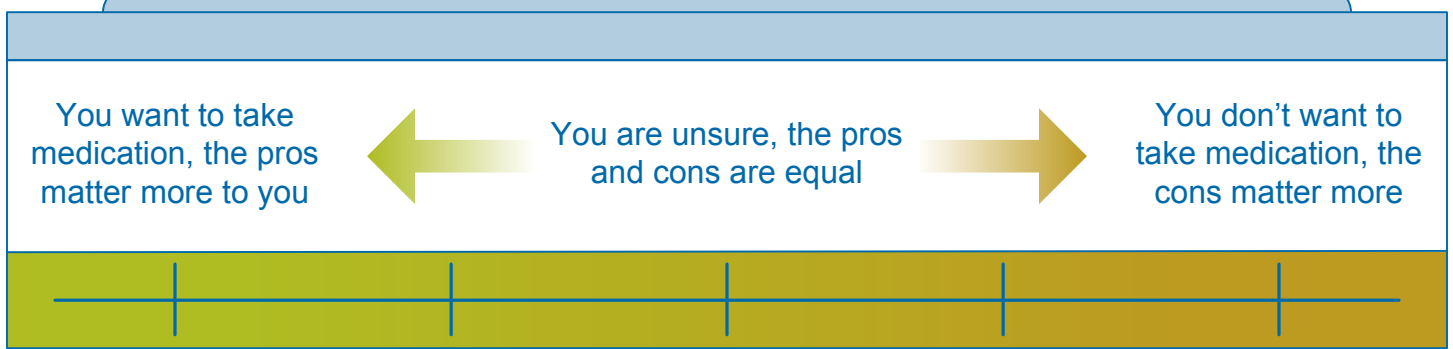 You want to take
medication, the pros
matter more to you
You are unsure, the pros
and cons are equal
You don’t want to
take medication, the
cons matter more